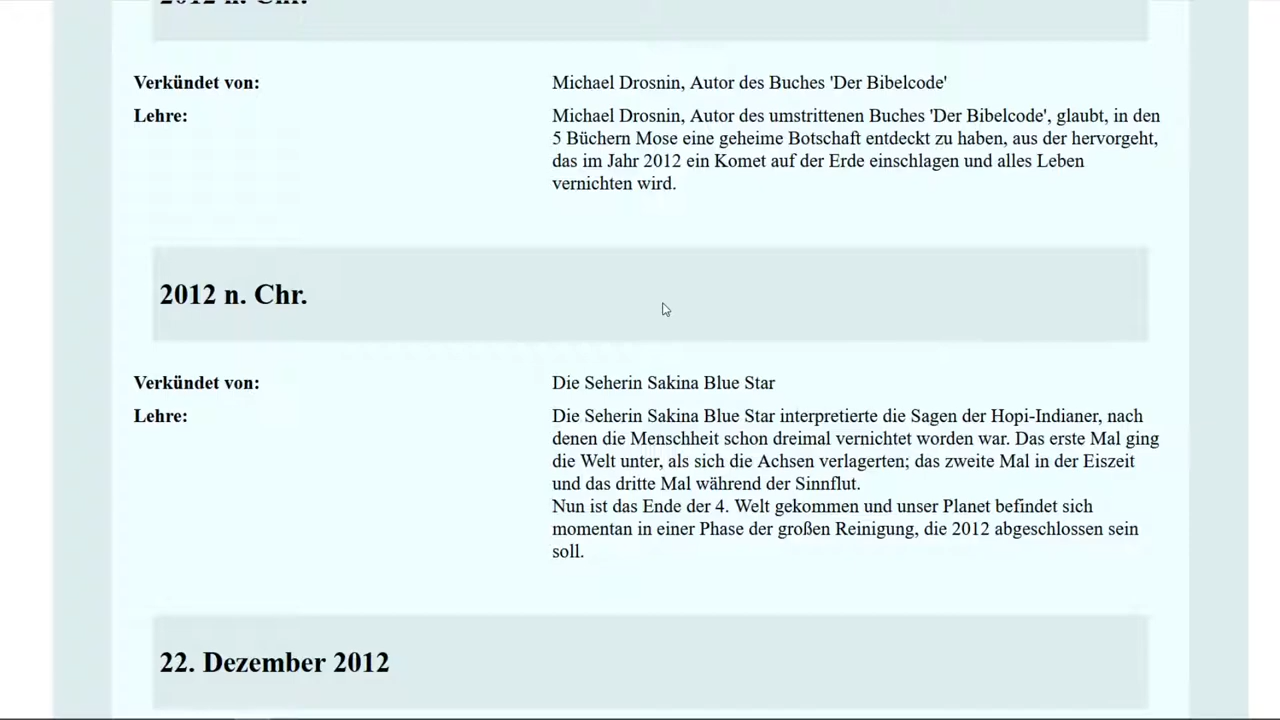 2012 n. Chr.
Verkündet von:
Michael Drosnin, Autor des Buches 'Der Bibelcode'
Lehre:
Michael Drosnin, Autor des umstrittenen Buches 'Der Bibelcode', glaubt, in den
5 Büchern Mose eine geheime Botschaft entdeckt zu haben, aus der hervorgeht,
das im Jahr 2012 ein Komet auf der Erde einschlagen und alles Leben
vernichten wird.
2012 n. Chr.
Verkündet von:
Die Seherin Sakina Blue Star
Lehre:
Die Seherin Sakina Blue Star interpretierte die Sagen der Hopi-Indianer, nach
denen die Menschheit schon dreimal vernichtet worden war. Das erste Mal ging
die Welt unter, als sich die Achsen verlagerten; das zweite Mal in der Eiszeit
und das dritte Mal während der Sinnflut.
Nun ist das Ende der 4. Welt gekommen und unser Planet befindet sich
momentan in einer Phase der großen Reinigung, die 2012 abgeschlossen sein
soll.
22. Dezember 2012